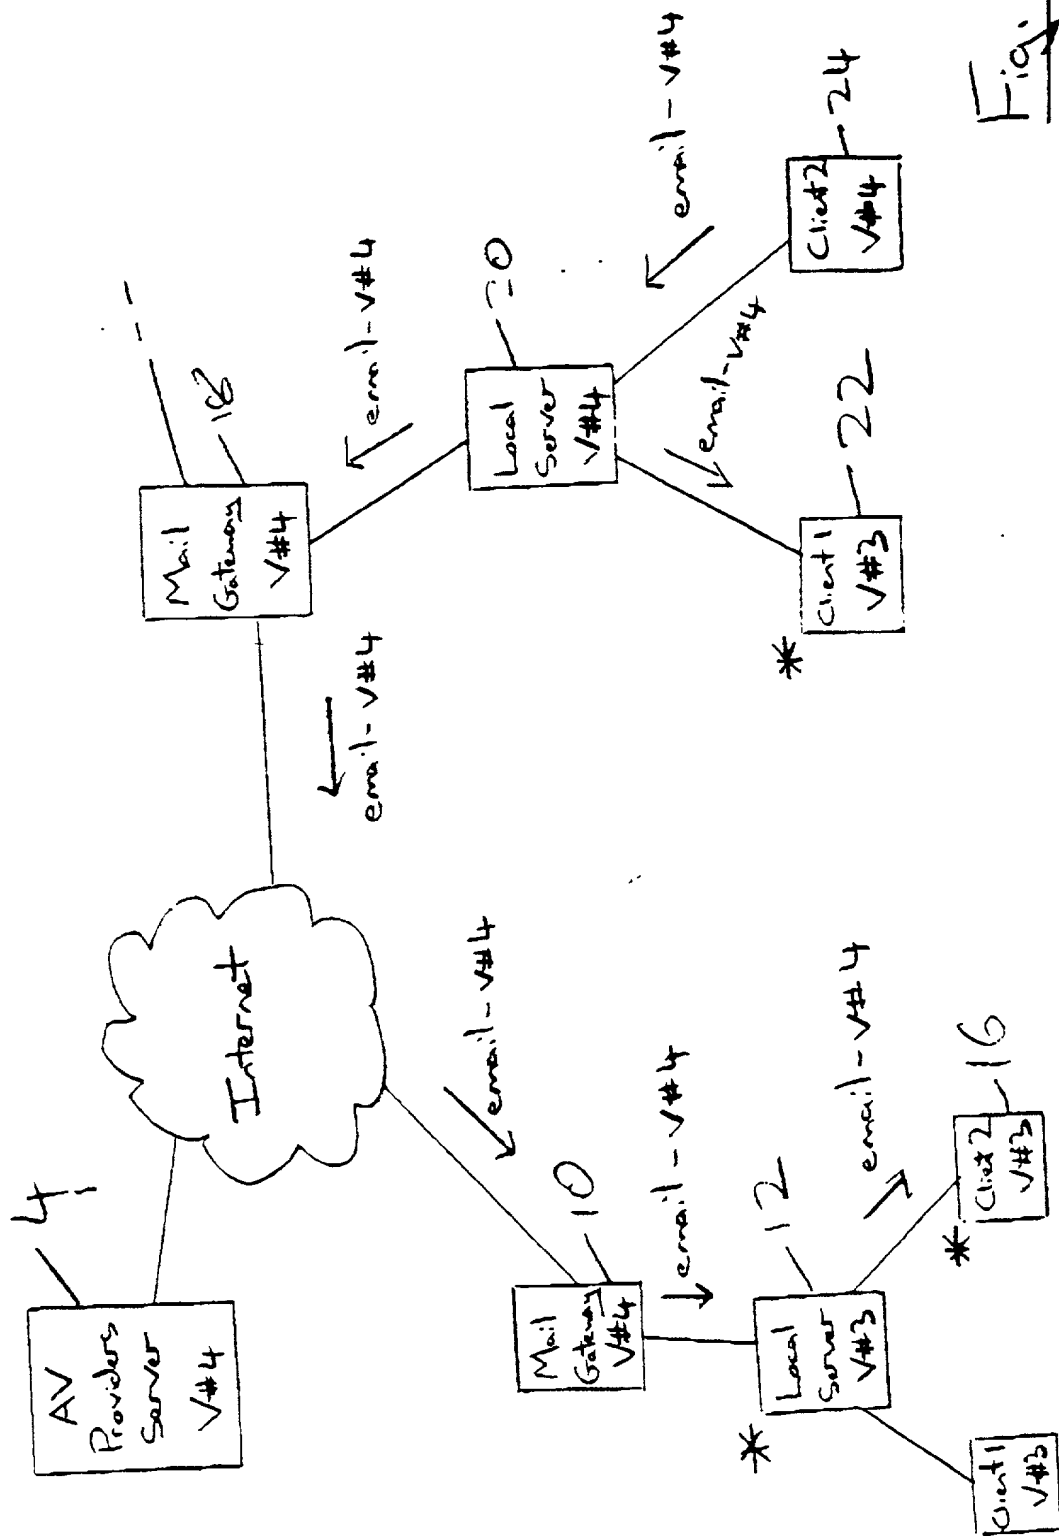 AV
Providers
Server
V#4
4
Internet
Mail
Gateway
V#4
18
email-V#4
email-V#4
Local
Server
V#4
20
email-V#4
email-V#4
Client 1
V#3
22
*
Client 2
V#4
24
email-V#4
Mail
Gateway
V#4
10
email-V#4
Local
Server
V#3
12
*
email-V#4
Client 1
V#3
Client 2
V#3
16
*
Fig.